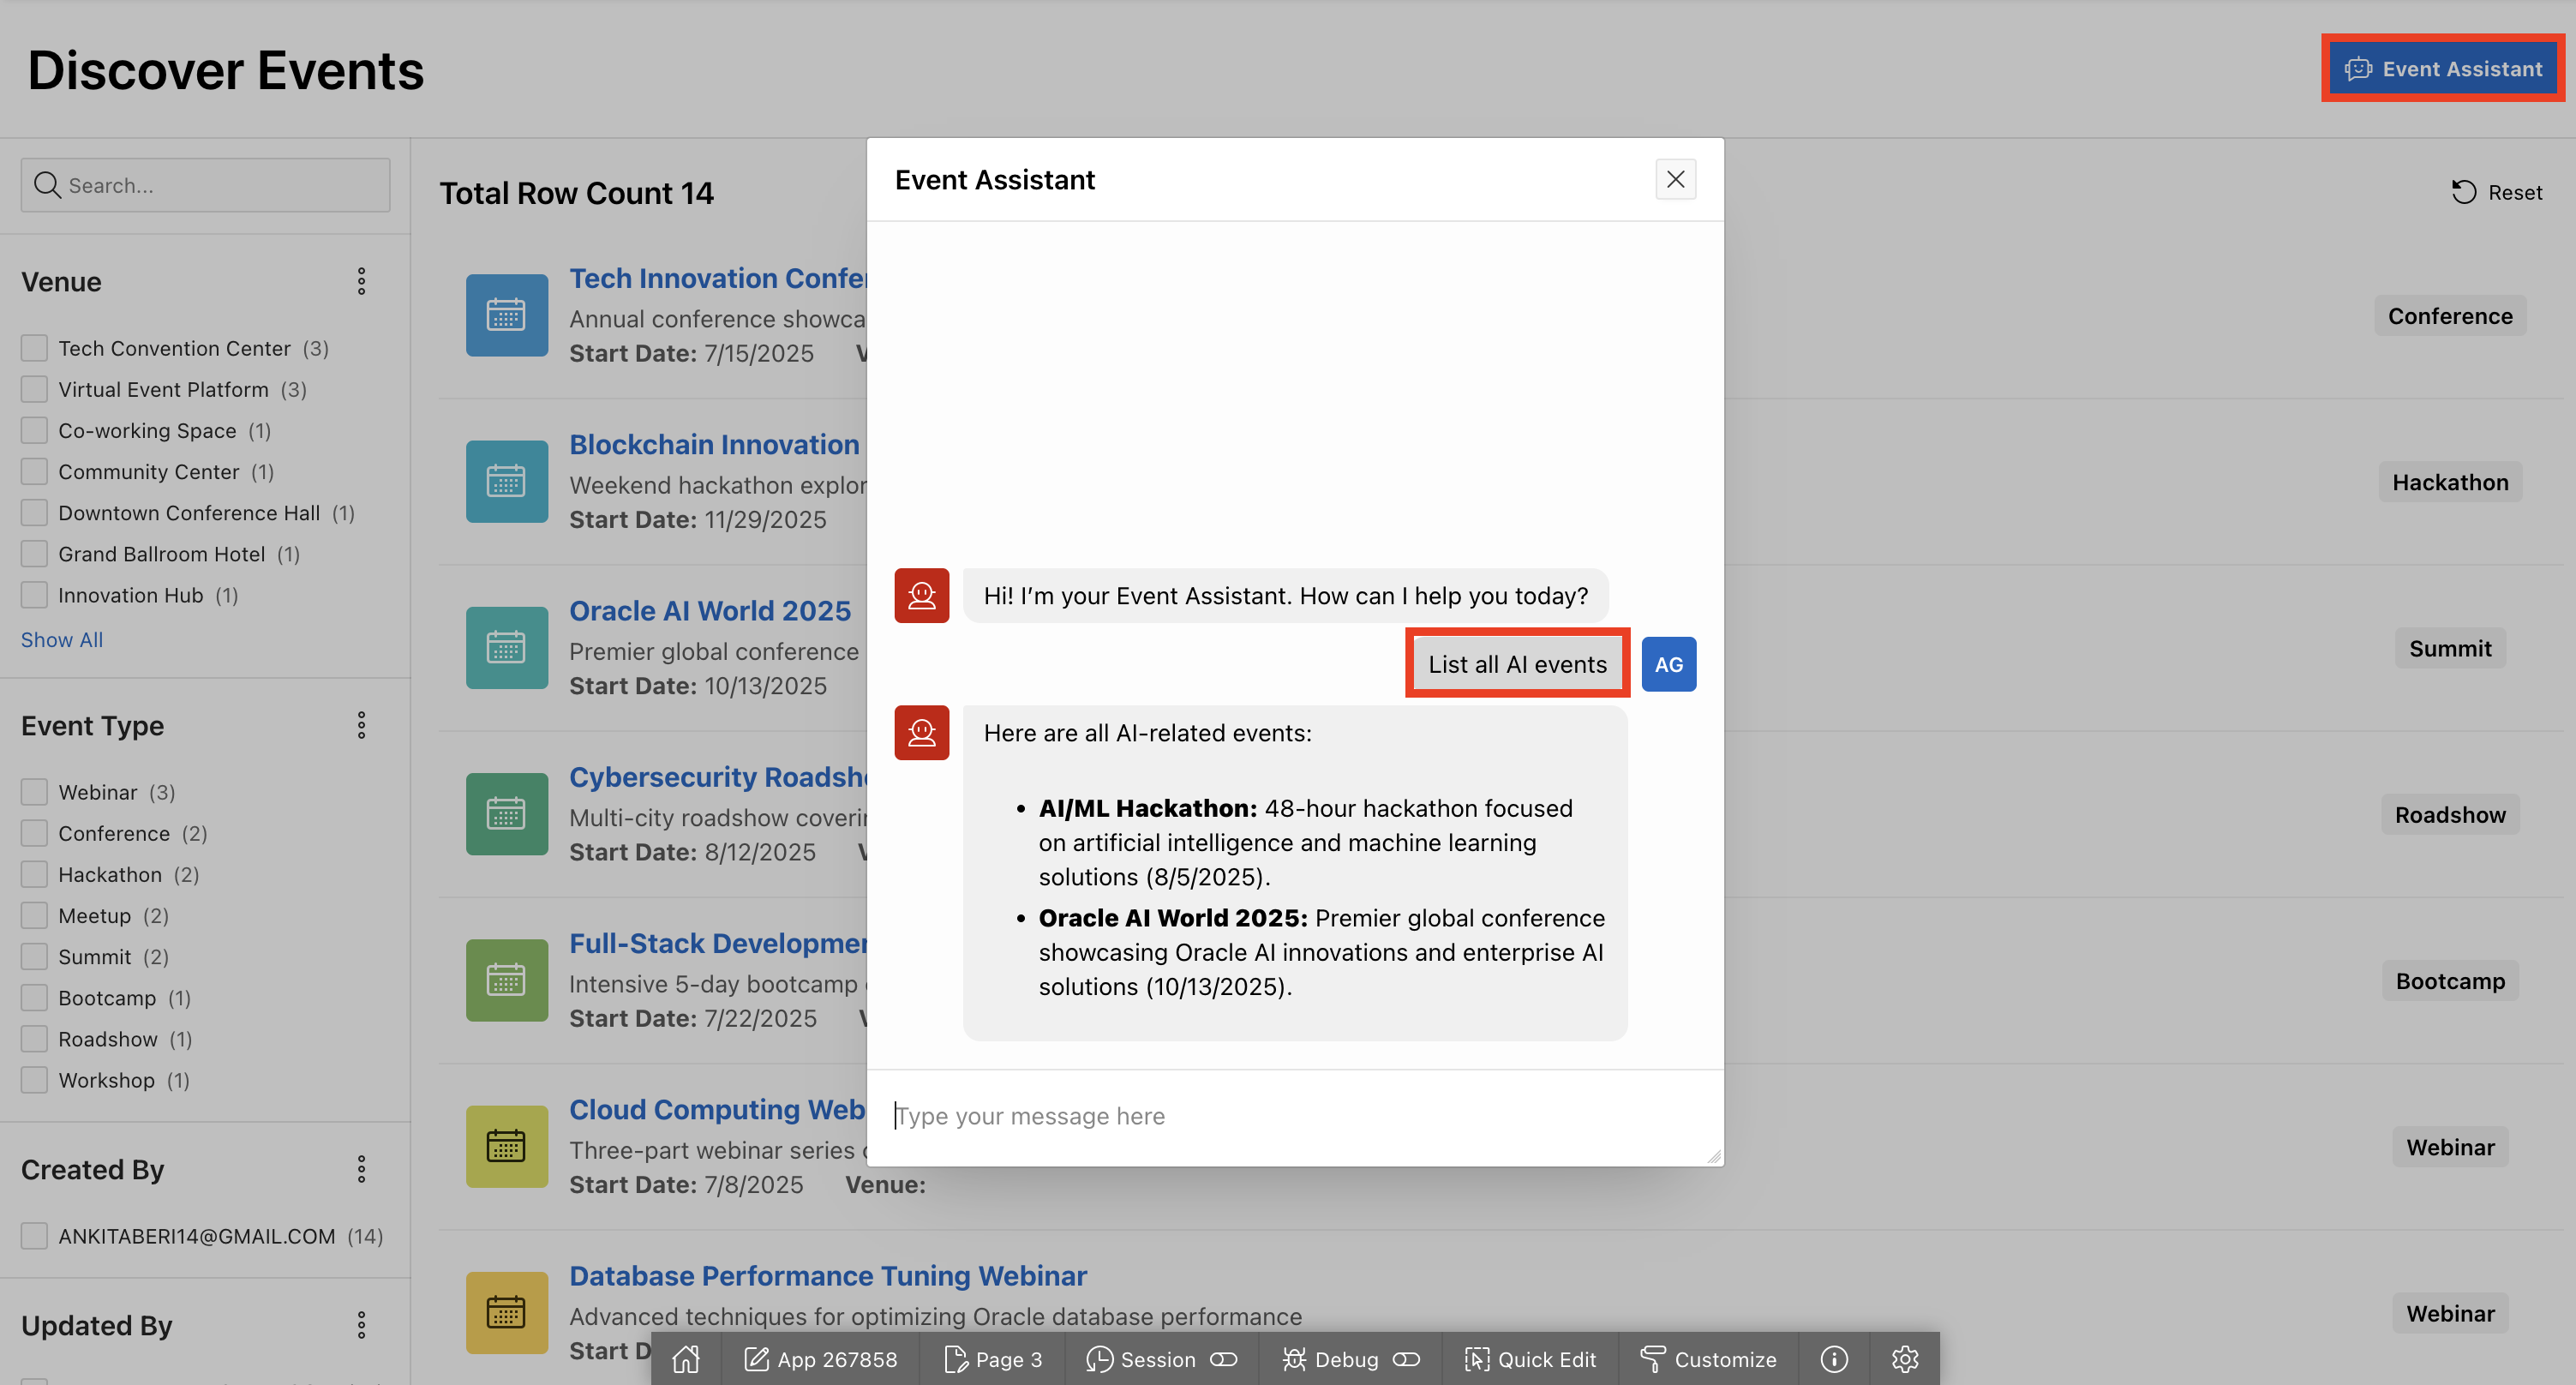 Discover Events
Event Assistant
Search...
Venue
Tech Convention Center (3)
Virtual Event Platform (3)
Co-working Space (1)
Community Center (1)
Downtown Conference Hall (1)
Grand Ballroom Hotel (1)
Innovation Hub (1)
Show All
Event Type
Webinar (3)
Conference (2)
Hackathon (2)
Meetup (2)
Summit (2)
Bootcamp (1)
Roadshow (1)
Workshop (1)
Created By
ANKITABERI14@GMAIL.COM (14)
Updated By
Total Row Count 14
Reset
Tech Innovation
Annual conference
Start Date: 7/15/2025
Conference
Blockchain Innovation
Weekend hackathon
Start Date: 11/29/2025
Hackathon
Oracle AI World 2025
Premier global conference
Start Date: 10/13/2025
Summit
Cybersecurity
Multi-city roadshow
Start Date: 8/12/2025
Roadshow
Full-Stack
Intensive 5-day bootcamp
Start Date: 7/22/2025
Bootcamp
Cloud Computing
Three-part webinar series
Start Date: 7/8/2025 Venue:
Webinar
Database Performance Tuning Webinar
Advanced techniques for optimizing Oracle database performance
Start
Webinar
Event Assistant
Hi! I’m your Event Assistant. How can I help you today?
List all AI events
AG
Here are all AI-related events:
• AI/ML Hackathon: 48-hour hackathon focused
on artificial intelligence and machine learning
solutions (8/5/2025).
• Oracle AI World 2025: Premier global conference
showcasing Oracle AI innovations and enterprise AI
solutions (10/13/2025).
Type your message here
App 267858
Page 3
Session
Debug
Quick Edit
Customize